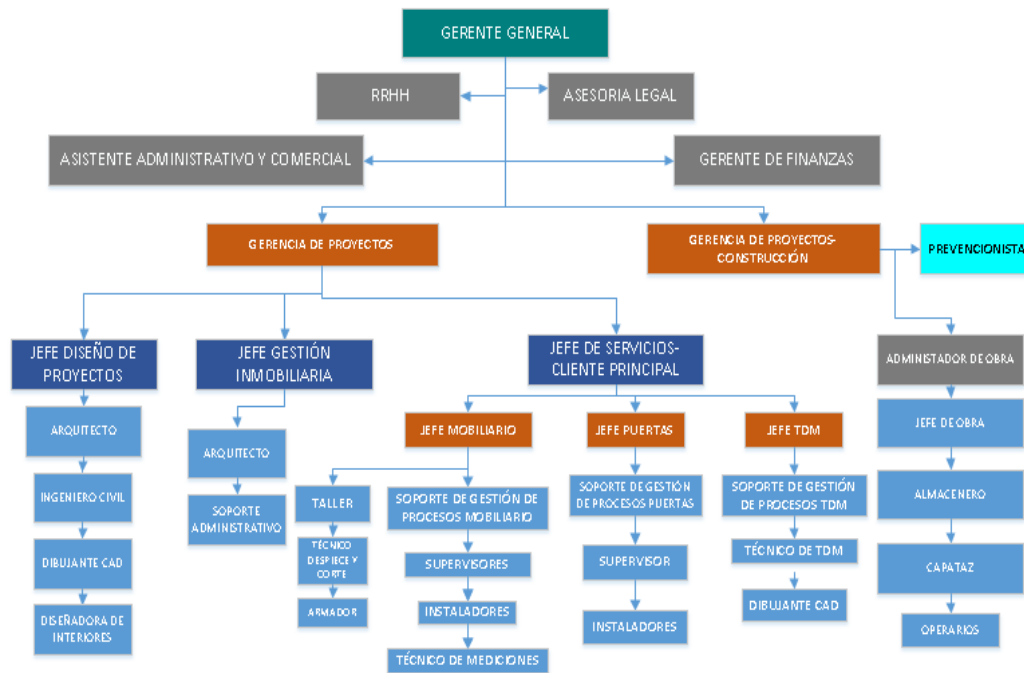 GERENTE GENERAL
RRHH
ASESORIA LEGAL
ASISTENTE ADMINISTRATIVO Y COMERCIAL
GERENTE DE FINANZAS
GERENCIA DE PROYECTOS
GERENCIA DE PROYECTOS-
CONSTRUCCIÓN
PREVENCIONISTA
JEFE DISEÑO DE
PROYECTOS
JEFE GESTIÓN
INMOBILIARIA
JEFE DE SERVICIOS-
CLIENTE PRINCIPAL
ADMINISTADOR DE OBRA
ARQUITECTO
INGENIERO CIVIL
DIBUJANTE CAD
DISEÑADORA DE
INTERIORES
ARQUITECTO
SOPORTE
ADMINISTRATIVO
JEFE MOBILIARIO
JEFE PUERTAS
JEFE TDM
TALLER
TÉCNICO
DESPIECE Y
CORTE
ARMADOR
SOPORTE DE GESTIÓN DE
PROCESOS MOBILIARIO
SUPERVISORES
INSTALADORES
TÉCNICO DE MEDICIONES
SOPORTE DE GESTIÓN
DE PROCESOS PUERTAS
SUPERVISOR
INSTALADORES
SOPORTE DE GESTIÓN
DE PROCESOS TDM
TÉCNICO DE TDM
DIBUJANTE CAD
JEFE DE OBRA
ALMACENERO
CAPATAZ
OPERARIOS